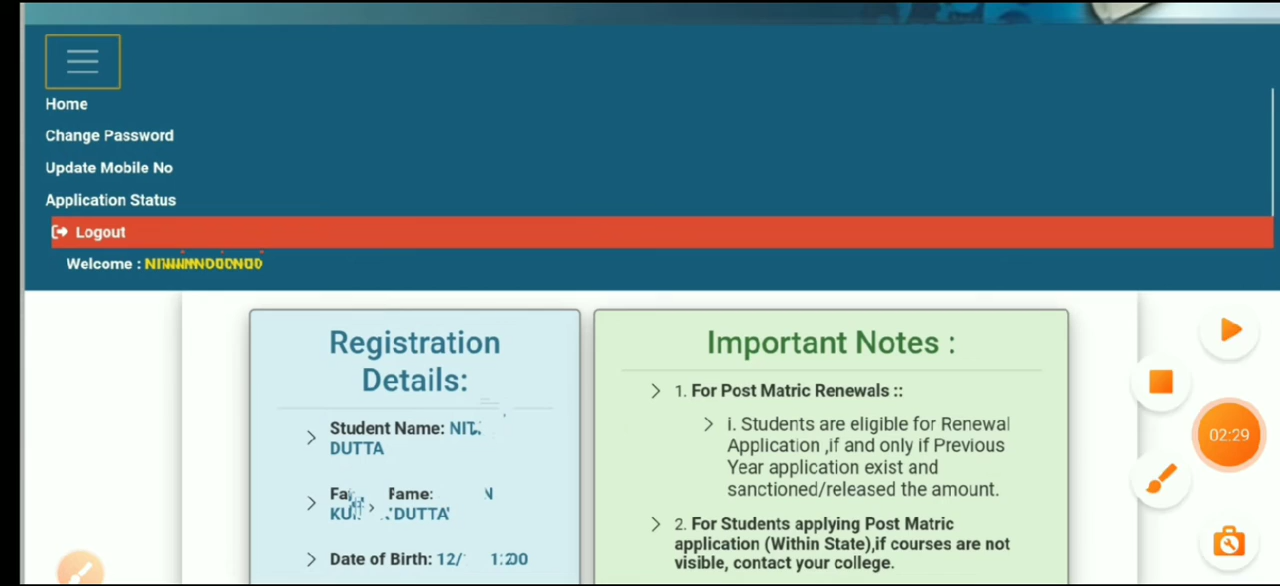 Home
Change Password
Update Mobile No
Application Status
Logout
Welcome :
Registration
Details:
Important Notes :
Student Name:
DUTTA
Date of Birth: 12/
1. For Post Matric Renewals ::
i. Students are eligible for Renewal
Application ,if and only if Previous
Year application exist and
sanctioned/released the amount.
2. For Students applying Post Matric
application (Within State),if courses are not
visible, contact your college.
02:29